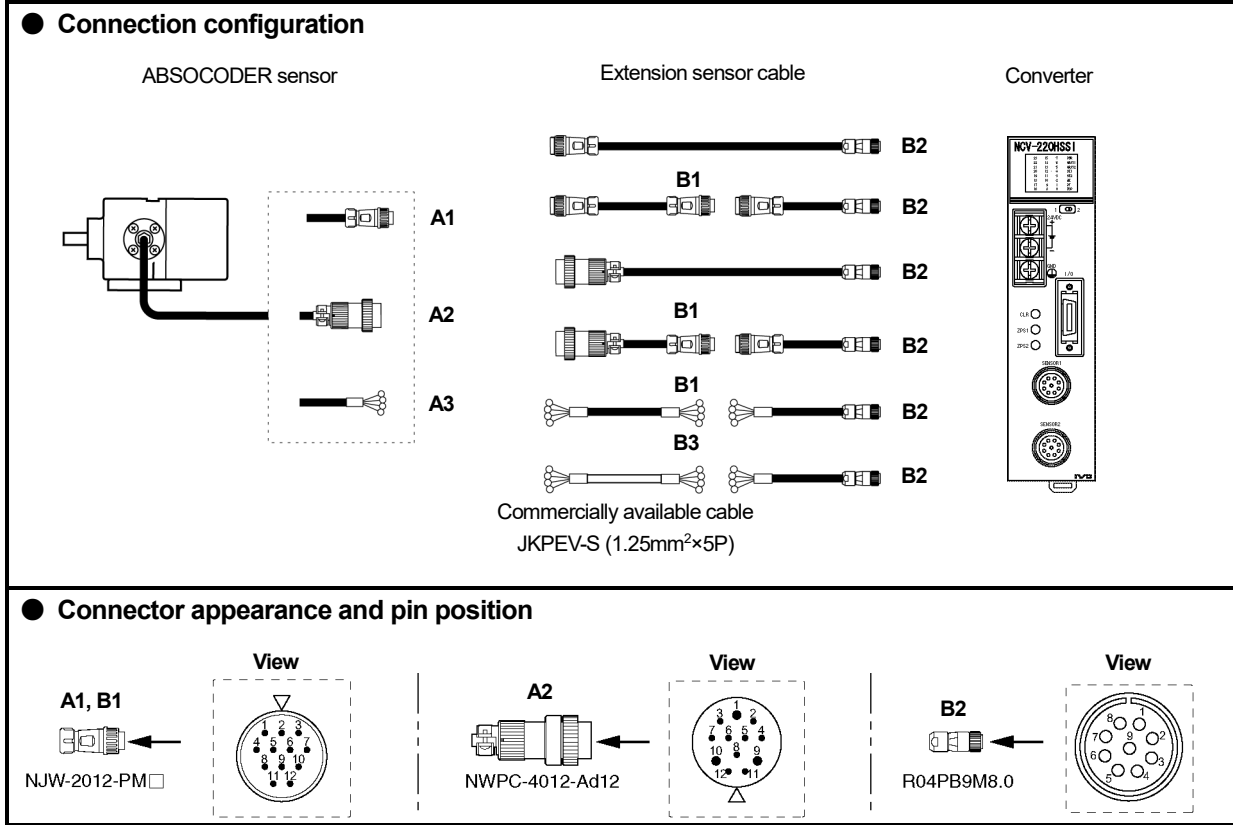 ● Connection configuration
ABSOCODER sensor
Extension sensor cable
Converter
B2
A1
B1
B2
B2
A2
B1
B2
A3
B1
B2
B3
B2
Commercially available cable
JKPEV-S (1.25mm²×5P)
NCV-220HSSI
1 2
24VDC
+
-
GND
I/O
CLR
ZPS1
ZPS2
SENSOR1
SENSOR2
● Connector appearance and pin position
View
A1, B1
NJW-2012-PM□
1 2 3
4 5 6 7
8 9 10
11 12
View
A2
NWPC-4012-Ad12
3 1 2
7 6 5 4
10 8 9
12 11
View
B2
R04PB9M8.0
8 1
7 9 2
6 3
5 4